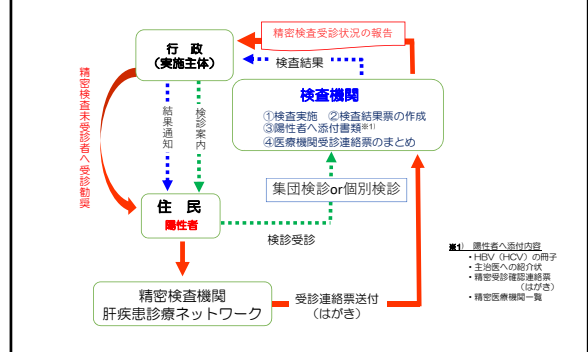 精密検査受診状況の報告
行 政
（実施主体）
検査結果
検査機関
①検査実施 ②検査結果票の作成
③陽性者へ添付書類※1）
④医療機関受診連絡票のまとめ
精密検査未受診者へ受診勧奨
結果通知
検診案内
集団検診or個別検診
住 民
陽性者
検診受診
※1） 陽性者へ添付内容
・HBV（HCV）の冊子
・主治医への紹介状
・精密受診確認連絡票
（はがき）
・精密医療機関一覧
精密検査機関
肝疾患診療ネットワーク
受診連絡票送付
（はがき）